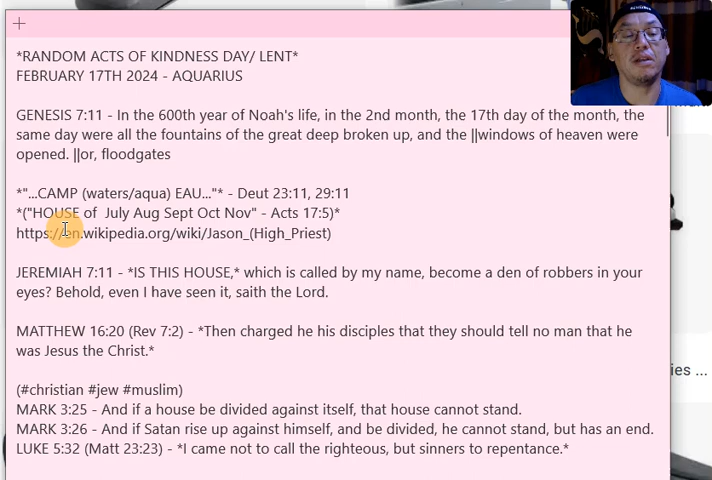 *RANDOM ACTS OF KINDNESS DAY/ LENT*
FEBRUARY 17TH 2024 - AQUARIUS
GENESIS 7:11 - In the 600th year of Noah's life, in the 2nd month, the 17th day of the month, the
same day were all the fountains of the great deep broken up, and the ||windows of heaven were
opened. ||or, floodgates
*"...CAMP (waters/aqua) EAU..."* - Deut 23:11, 29:11
*("HOUSE of  July Aug Sept Oct Nov" - Acts 17:5)*
https://en.wikipedia.org/wiki/Jason_(High_Priest)
JEREMIAH 7:11 - *IS THIS HOUSE,* which is called by my name, become a den of robbers in your
eyes? Behold, even I have seen it, saith the Lord.
MATTHEW 16:20 (Rev 7:2) - *Then charged he his disciples that they should tell no man that he
was Jesus the Christ.*
(#christian #jew #muslim)
MARK 3:25 - And if a house be divided against itself, that house cannot stand.
MARK 3:26 - And if Satan rise up against himself, and be divided, he cannot stand, but has an end.
LUKE 5:32 (Matt 23:23) - *I came not to call the righteous, but sinners to repentance.*
ies ...